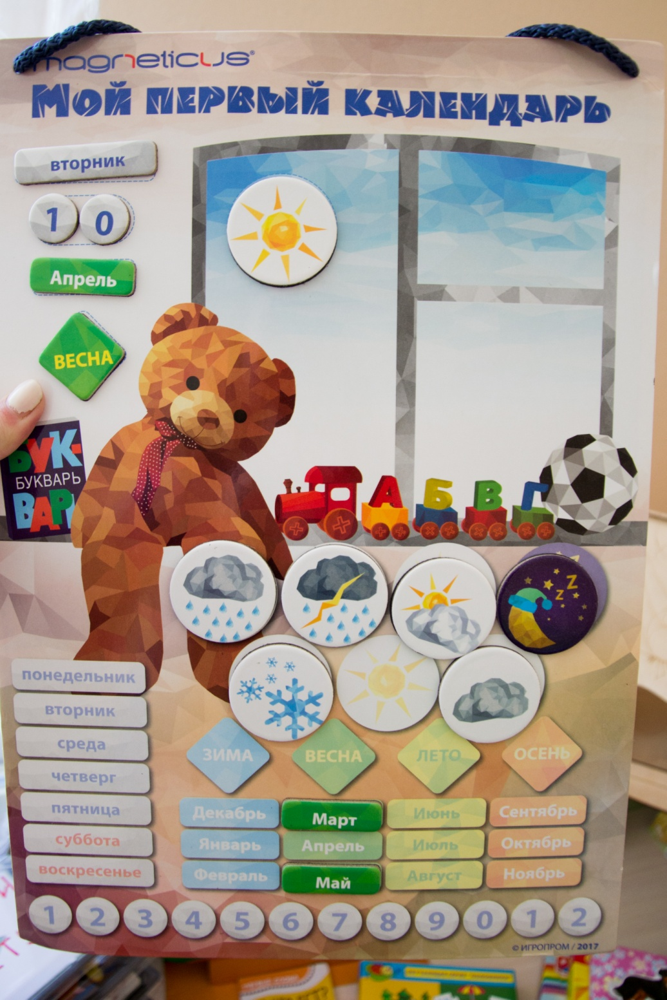 magneticus®
Мой первый календарь
вторник
1 0
Апрель
ВЕСНА
БУК-
БУКВАРЬ
ВАРЬ
А Б В Г
z Z z
понедельник
вторник
среда
четверг
пятница
суббота
воскресенье
ЗИМА ВЕСНА ЛЕТО ОСЕНЬ
Декабрь Март Июнь Сентябрь
Январь Апрель Июль Октябрь
Февраль Май Август Ноябрь
1 2 3 4 5 6 7 8 9 0 1 2
© ИГРОПРОМ / 2017